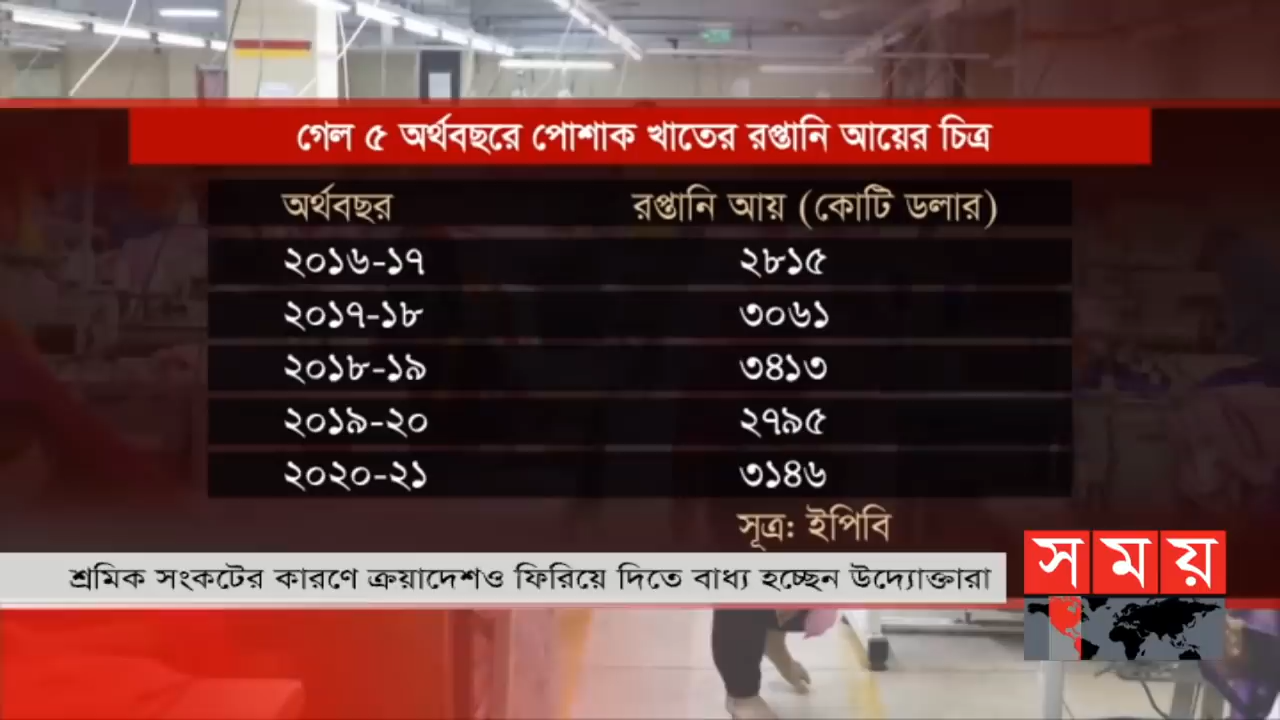 গেল ৫ অর্থবছরে পোশাক খাতের রপ্তানি আয়ের চিত্র
অর্থবছর রপ্তানি আয় (কোটি ডলার)
২০১৬-১৭ ২৮১৫
২০১৭-১৮ ৩০৬১
২০১৮-১৯ ৩৪১৩
২০১৯-২০ ২৭৯৫
২০২০-২১ ৩১৪৬
সূত্র: ইপিবি
শ্রমিক সংকটের কারণে ক্রয়াদেশও ফিরিয়ে দিতে বাধ্য হচ্ছেন উদ্যোক্তারা
সময়